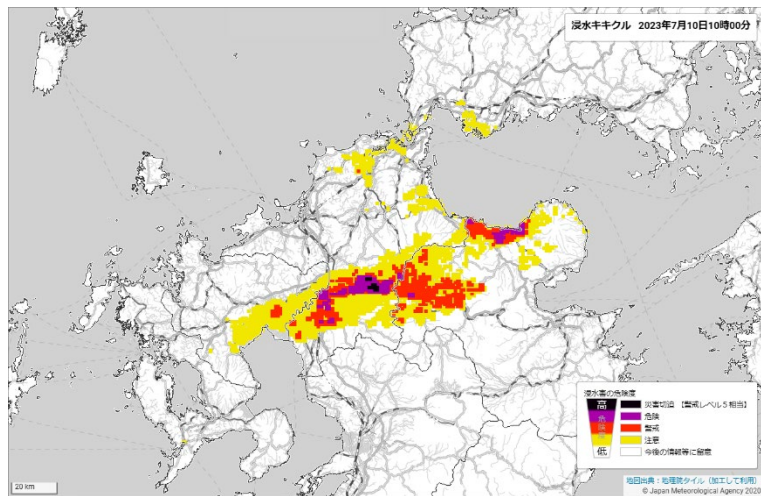 浸水キキクル 2023年7月10日10時00分
浸水害の危険度
高
危険度
低
災害切迫 【警戒レベル５相当】
危険
警戒
注意
今後の情報等に留意
20 km
地図出典：地理院タイル（加工して利用）
© Japan Meteorological Agency 2020